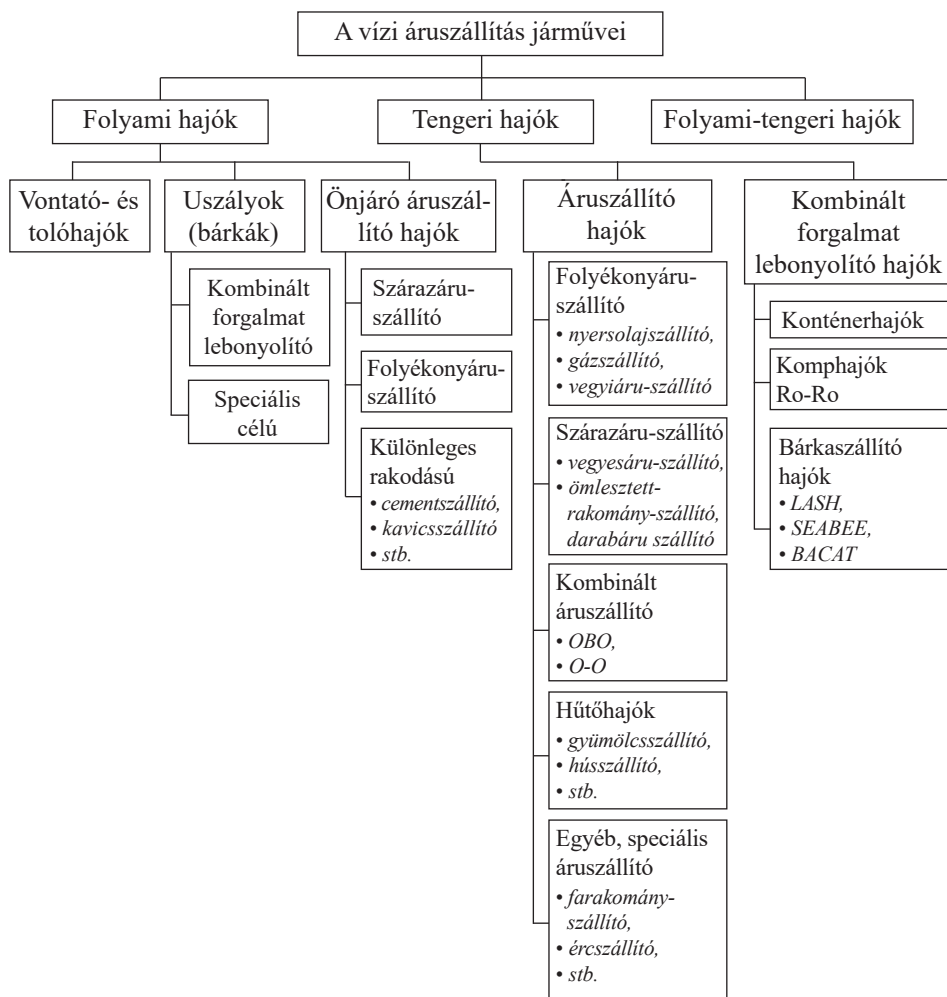 A vízi áruszállítás járművei
Folyami hajók
Tengeri hajók
Folyami-tengeri hajók
Vontató- és
tolóhajók
Uszályok
(bárkák)
Önjáró áruszál-
lító hajók
Áruszállító
hajók
Kombinált
forgalmat
lebonyolító hajók
Kombinált
forgalmat
lebonyolító
Speciális
célú
Szárazáru-
szállító
Folyékonyáru-
szállító
Különleges
rakodású
• cementszállító,
• kavicsszállító
• stb.
Folyékonyáru-
szállító
• nyersolajszállító,
• gázszállító,
• vegyiáru-szállító
Szárazáru-szállító
• vegyesáru-szállító,
• ömlesztett-
rakomány-szállító,
darabáru szállító
Kombinált
áruszállító
• OBO,
• O-O
Hűtőhajók
• gyümölcsszállító,
• hússzállító,
• stb.
Egyéb, speciális
áruszállító
• farakomány-
szállító,
• ércszállító,
• stb.
Konténerhajók
Komphajók
Ro-Ro
Bárkaszállító
hajók
• LASH,
• SEABEE,
• BACAT